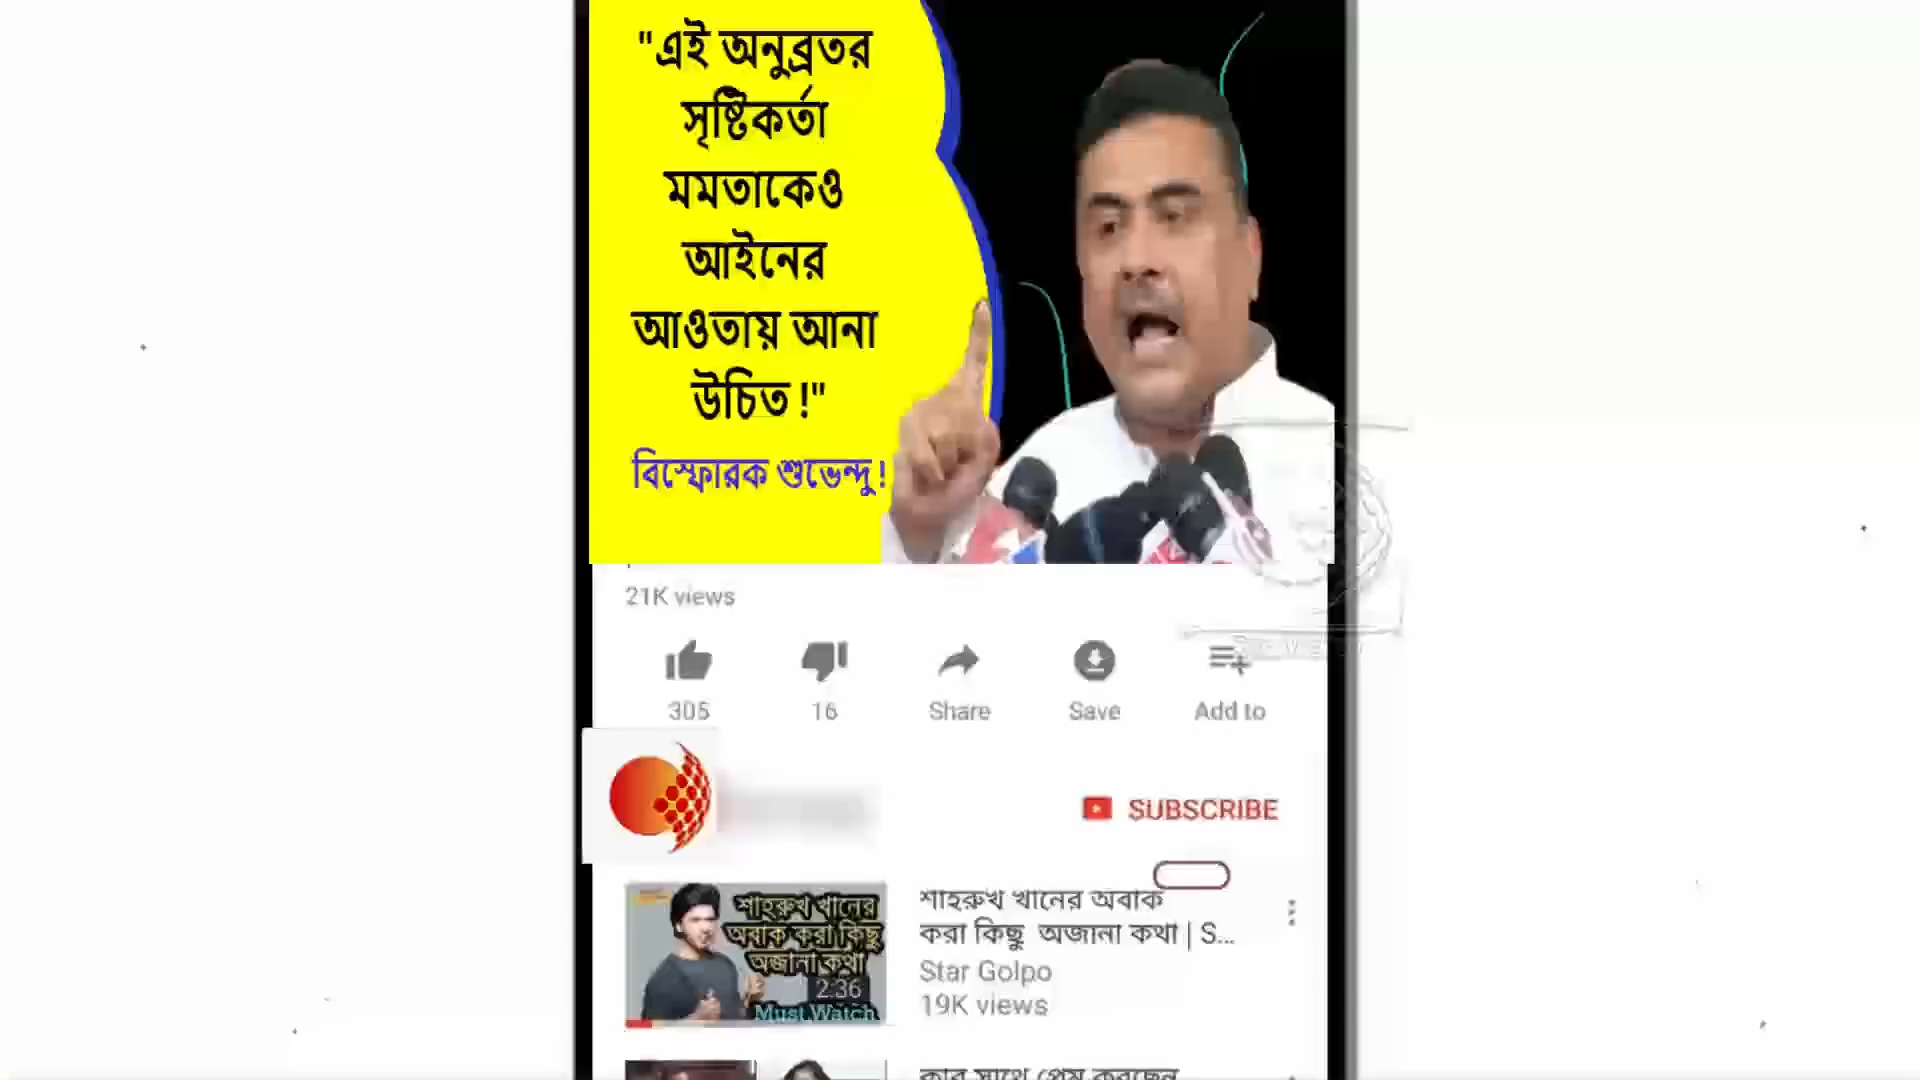 "এই অনুব্রতর
সৃষ্টিকর্তা
মমতাকেও
আইনের
আওতায় আনা
উচিত !"
বিস্ফোরক শুভেন্দু !
21K views
305
16
Share
Save
Add to
SUBSCRIBE
শাহরুখ খানের
অবাক করা কিছু
অজানা কথা
2:36
Must Watch
শাহরুখ খানের অবাক
করা কিছু অজানা কথা | S...
Star Golpo
19K views
কার সাথে প্রেম করছেন